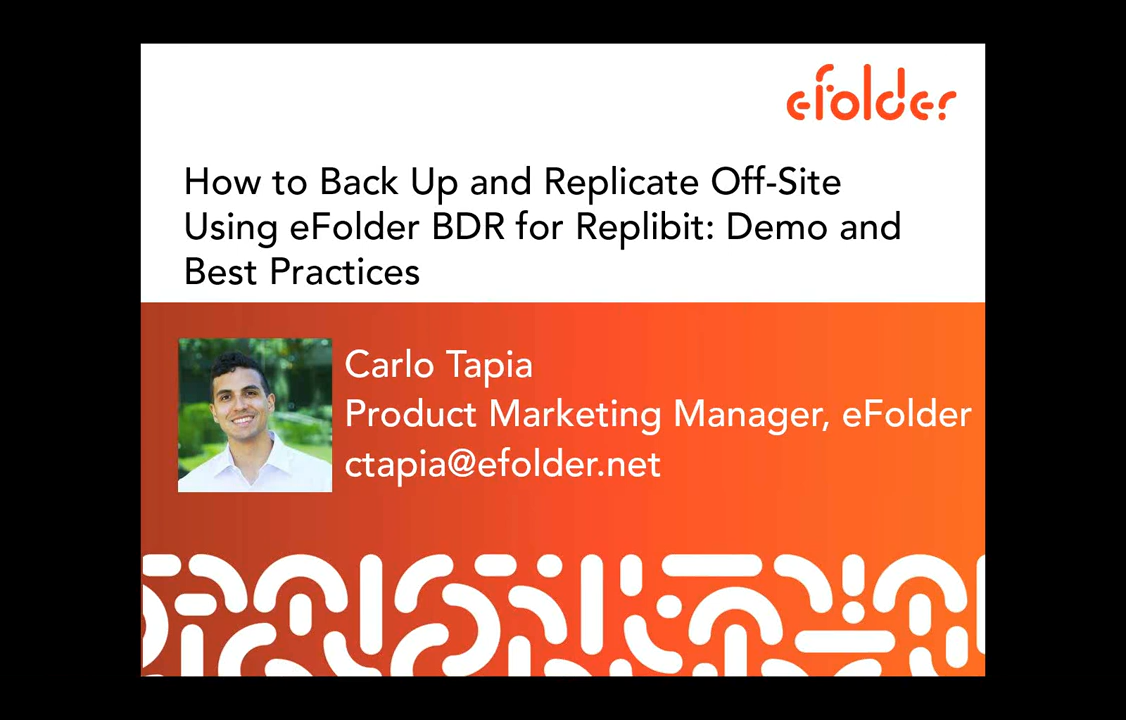 efolder
How to Back Up and Replicate Off-Site
Using eFolder BDR for Replibit: Demo and
Best Practices
Carlo Tapia
Product Marketing Manager, eFolder
ctapia@efolder.net